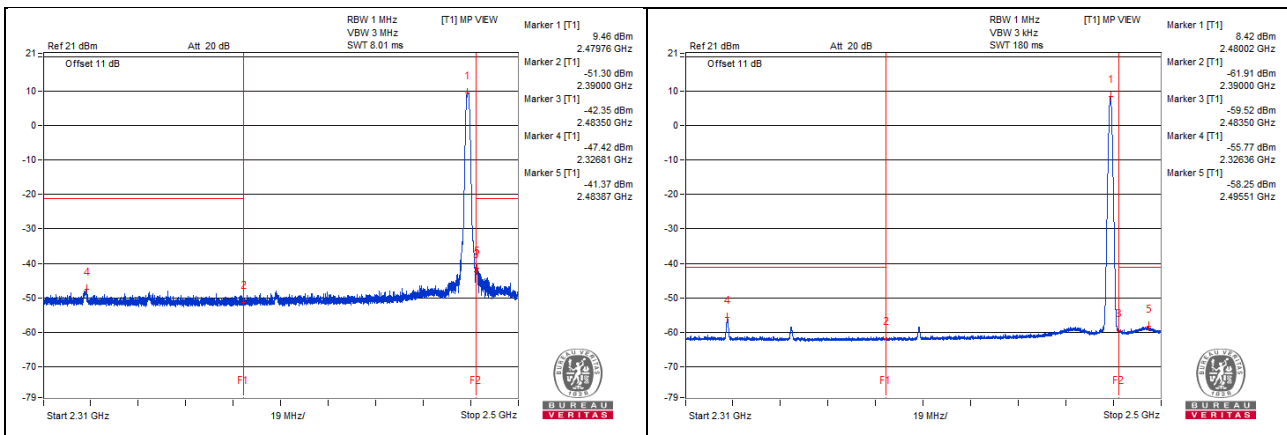 RBW 1 MHz
[T1] MP VIEW
VBW 3 MHz
Ref 21 dBm
Att 20 dB
SWT 8.01 ms
Offset 11 dB
21
10
0
-10
-20
-30
-40
-50
-60
-70
-79
1
2
4
5
F1
F2
Start 2.31 GHz
19 MHz/
Stop 2.5 GHz
Marker 1 [T1]
9.46 dBm
2.47976 GHz
Marker 2 [T1]
-51.30 dBm
2.39000 GHz
Marker 3 [T1]
-42.35 dBm
2.48350 GHz
Marker 4 [T1]
-47.42 dBm
2.32681 GHz
Marker 5 [T1]
-41.37 dBm
2.48387 GHz
BUREAU VERITAS
1828
BUREAU
VERITAS
RBW 1 MHz
[T1] MP VIEW
VBW 3 kHz
Ref 21 dBm
Att 20 dB
SWT 180 ms
Offset 11 dB
21
10
0
-10
-20
-30
-40
-50
-60
-70
-79
1
2
3
4
5
F1
F2
Start 2.31 GHz
19 MHz/
Stop 2.5 GHz
Marker 1 [T1]
8.42 dBm
2.48002 GHz
Marker 2 [T1]
-61.91 dBm
2.39000 GHz
Marker 3 [T1]
-59.52 dBm
2.48350 GHz
Marker 4 [T1]
-55.77 dBm
2.32636 GHz
Marker 5 [T1]
-58.25 dBm
2.49551 GHz
BUREAU VERITAS
1828
BUREAU
VERITAS